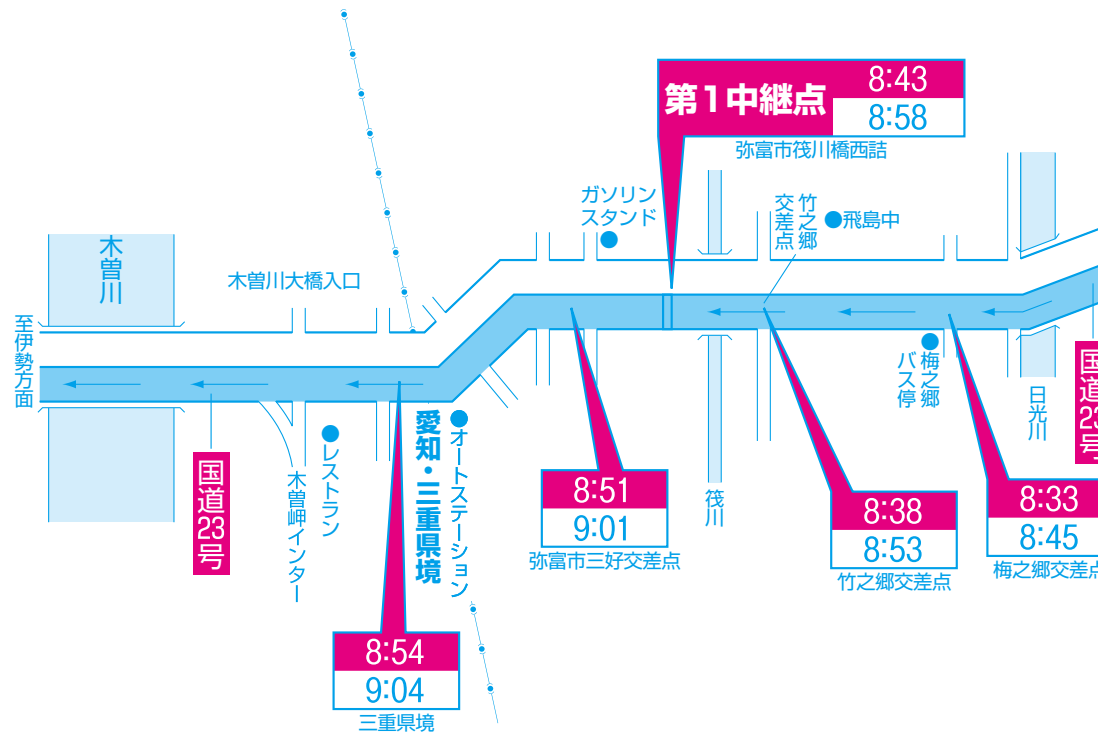 第1中継点
8:43
8:58
弥富市筏川橋西詰
ガソリン
スタンド
竹之郷
交差点
飛島中
木曽川
木曽川大橋入口
至伊勢方面
梅之郷
バス停
日光川
国道23号
国道23号
レストラン
木曽岬インター
愛知・三重県境
オートステーション
筏川
8:51
9:01
弥富市三好交差点
8:38
8:53
竹之郷交差点
8:33
8:45
梅之郷交差点
8:54
9:04
三重県境